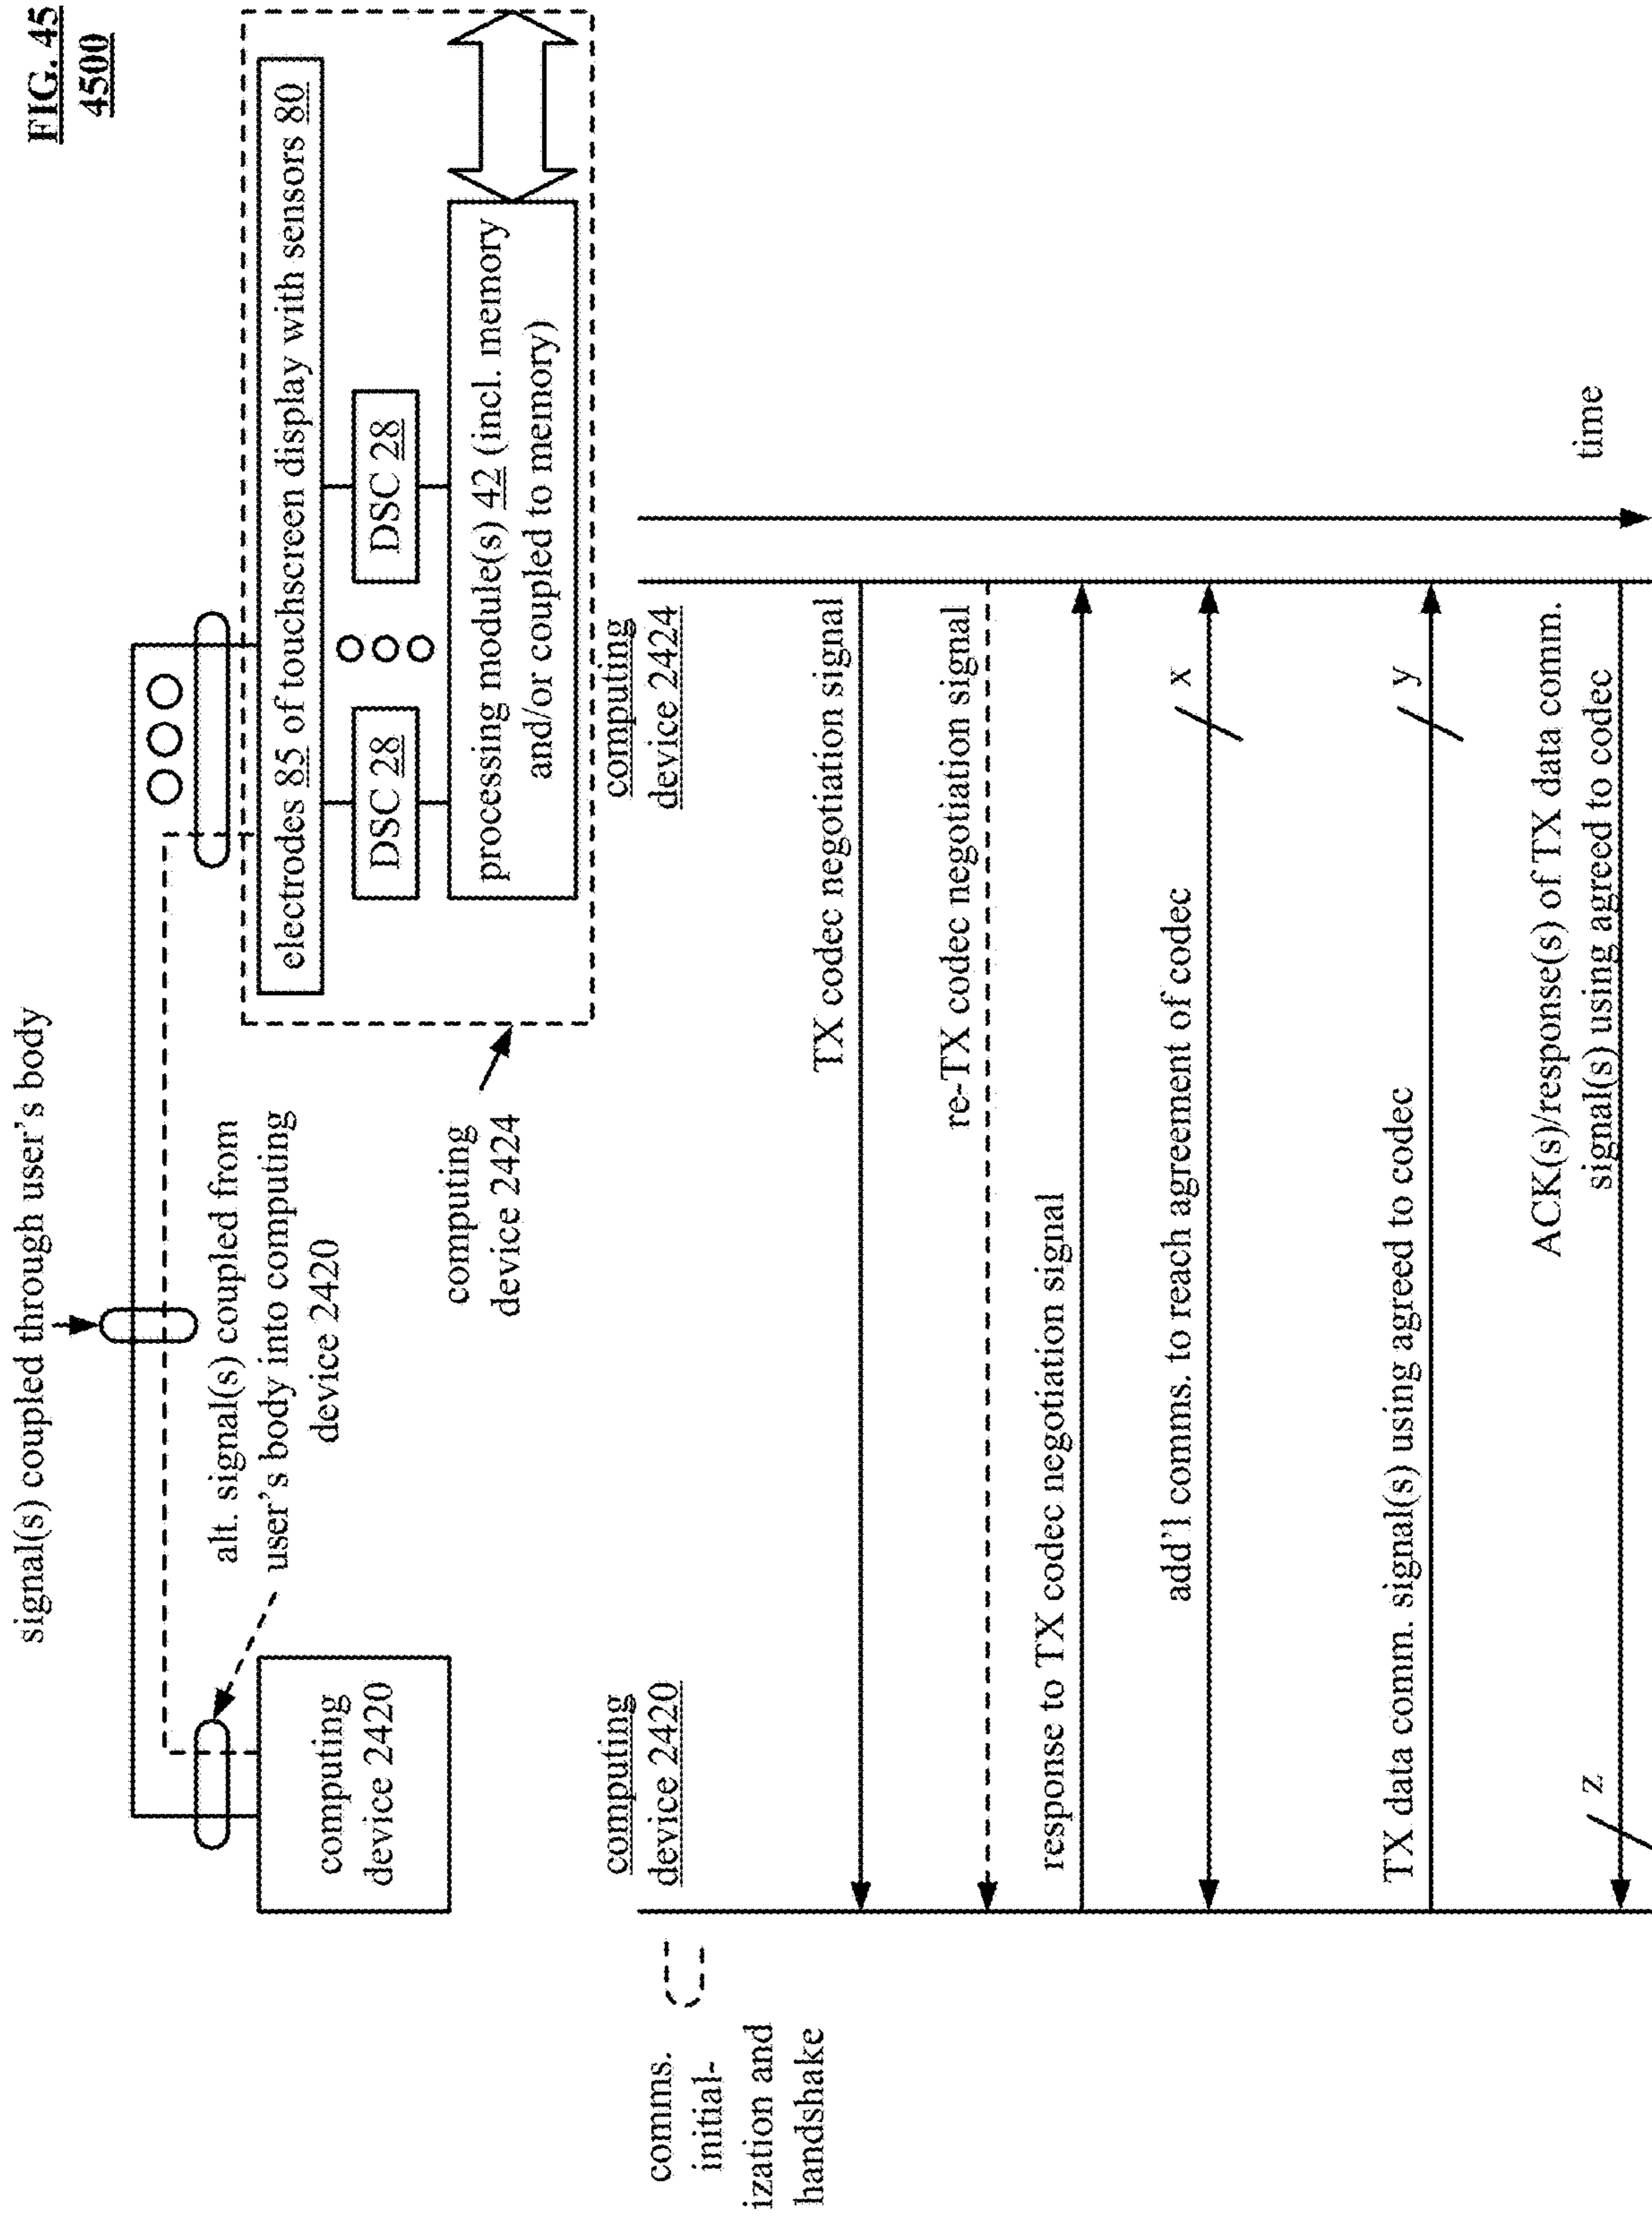 FIG. 45
4500
signal(s) coupled through user's body
alt. signal(s) coupled from
user's body into computing
device 2420
computing
device 2420
computing
device 2424
electrodes 85 of touchscreen display with sensors 80
DSC 28
DSC 28
processing module(s) 42 (incl. memory
and/or coupled to memory)
comms.
initial-
ization and
handshake
computing
device 2420
computing
device 2424
TX codec negotiation signal
re-TX codec negotiation signal
response to TX codec negotiation signal
add'l comms. to reach agreement of codec
x
TX data comm. signal(s) using agreed to codec
y
ACK(s)/response(s) of TX data comm.
signal(s) using agreed to codec
z
time